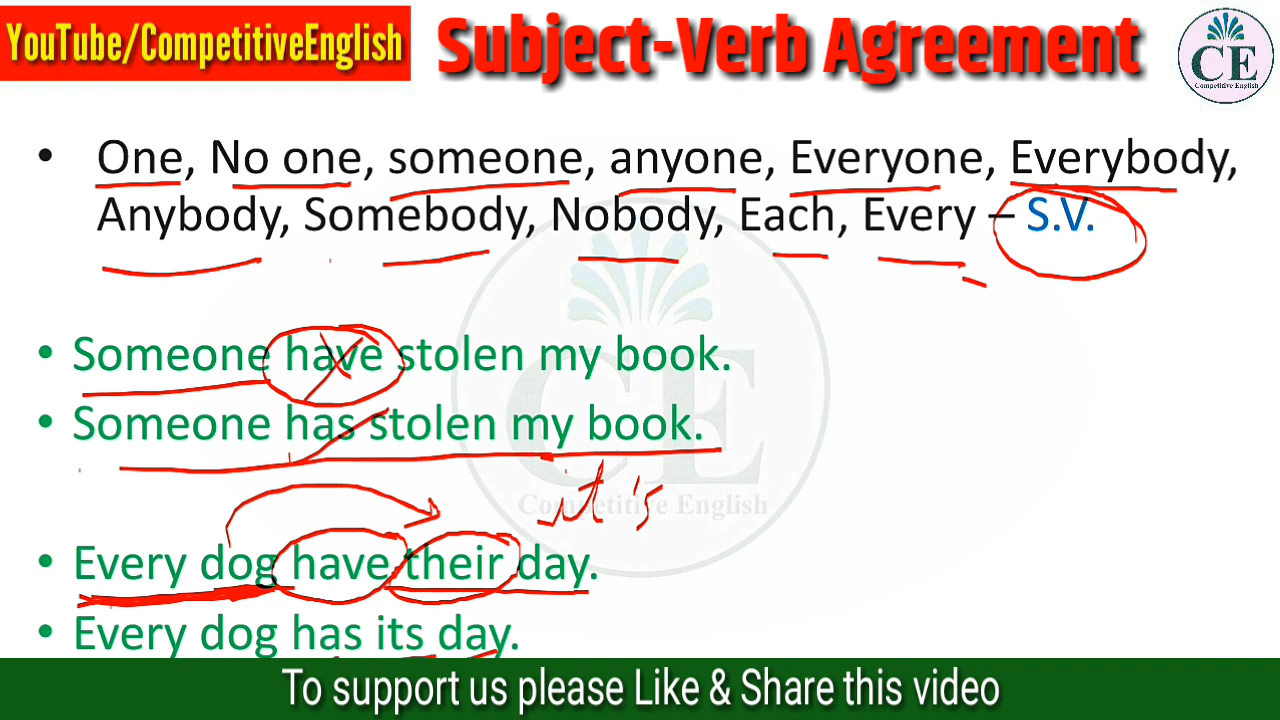 YouTube/CompetitiveEnglish
Subject-Verb Agreement
CE
Competitive English
• One, No one, someone, anyone, Everyone, Everybody,
Anybody, Somebody, Nobody, Each, Every – S.V.
• Someone have stolen my book.
• Someone has stolen my book.
it's
CE
Competitive English
• Every dog have their day.
• Every dog has its day.
To support us please Like & Share this video